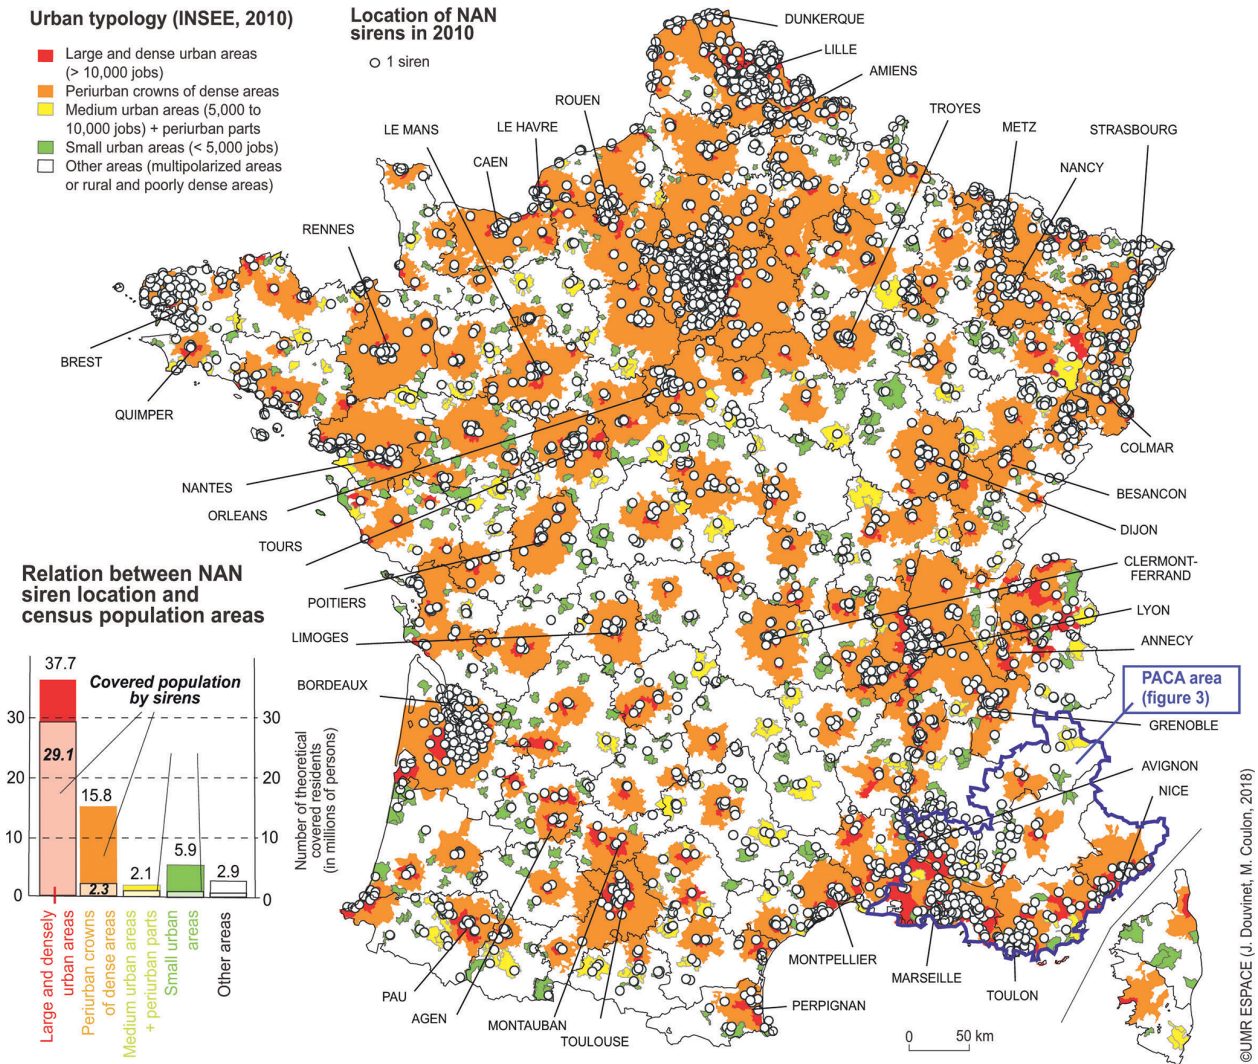 Urban typology (INSEE, 2010)
Large and dense urban areas
(> 10,000 jobs)
Periurban crowns of dense areas
Medium urban areas (5,000 to
10,000 jobs) + periurban parts
Small urban areas (< 5,000 jobs)
Other areas (multipolarized areas
or rural and poorly dense areas)
Location of NAN
sirens in 2010
1 siren
DUNKERQUE
LILLE
AMIENS
ROUEN
TROYES
LE MANS
LE HAVRE
METZ
STRASBOURG
CAEN
NANCY
RENNES
BREST
QUIMPER
COLMAR
NANTES
BESANCON
ORLEANS
DIJON
TOURS
CLERMONT-
FERRAND
POITIERS
LYON
LIMOGES
ANNECY
BORDEAUX
PACA area
(figure 3)
GRENOBLE
AVIGNON
NICE
MONTPELLIER
MARSEILLE
TOULON
PAU
AGEN
MONTAUBAN
TOULOUSE
PERPIGNAN
0 50 km
Relation between NAN
siren location and
census population areas
37.7
Covered population
by sirens
30
30
29.1
20
20
15.8
10
10
5.9
2.9
2.1
2.3
0
0
Number of theoretical
covered residents
(in millions of persons)
Large and densely
urban areas
Periurban crowns
of dense areas
Medium urban areas
+ periurban parts
Small urban
areas
Other areas
©UMR ESPACE (J. Douvinet, M. Coulon, 2018)